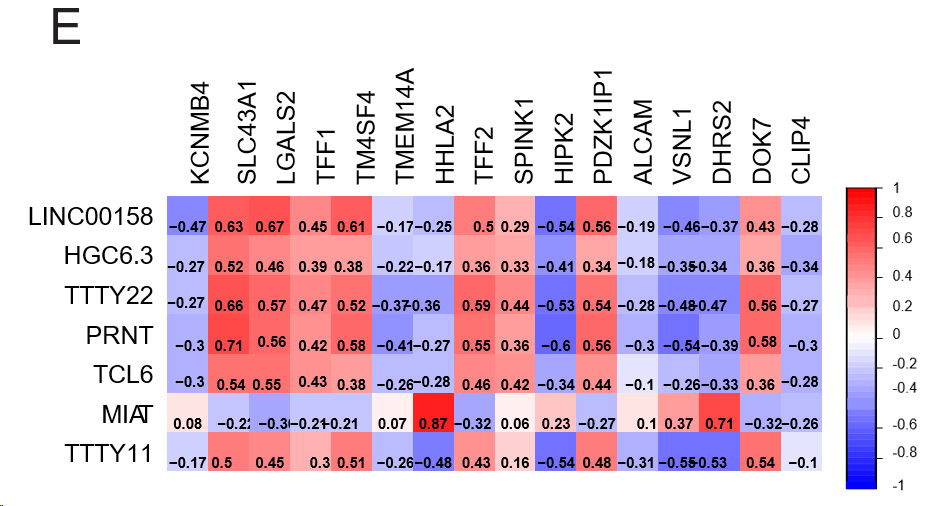 E
KCNMB4 SLC43A1 LGALS2 TFF1 TM4SF4 TMEM14A HHLA2 TFF2 SPINK1 HIPK2 PDZK1IP1 ALCAM VSNL1 DHRS2 DOK7 CLIP4
LINC00158 −0.47 0.63 0.67 0.45 0.61 −0.17 −0.25 0.5 0.29 −0.54 0.56 −0.19 −0.46 −0.37 0.43 −0.28
HGC6.3 −0.27 0.52 0.46 0.39 0.38 −0.22 −0.17 0.36 0.33 −0.41 0.34 −0.18 −0.35 −0.34 0.36 −0.34
TTTY22 −0.27 0.66 0.57 0.47 0.52 −0.37 −0.36 0.59 0.44 −0.53 0.54 −0.28 −0.48 −0.47 0.56 −0.27
PRNT −0.3 0.71 0.56 0.42 0.58 −0.41 −0.27 0.55 0.36 −0.6 0.56 −0.3 −0.54 −0.39 0.58 −0.3
TCL6 −0.3 0.54 0.55 0.43 0.38 −0.26 −0.28 0.46 0.42 −0.34 0.44 −0.1 −0.26 −0.33 0.36 −0.28
MIAT 0.08 −0.22 −0.21 0.21 0.07 0.87 −0.32 0.06 0.23 −0.27 0.1 0.37 0.71 −0.32 −0.26
TTTY11 −0.17 0.5 0.45 0.3 0.51 −0.26 −0.48 0.43 0.16 −0.54 0.48 −0.31 −0.55 −0.53 0.54 −0.1
1
0.8
0.6
0.4
0.2
0
-0.2
-0.4
-0.6
-0.8
-1